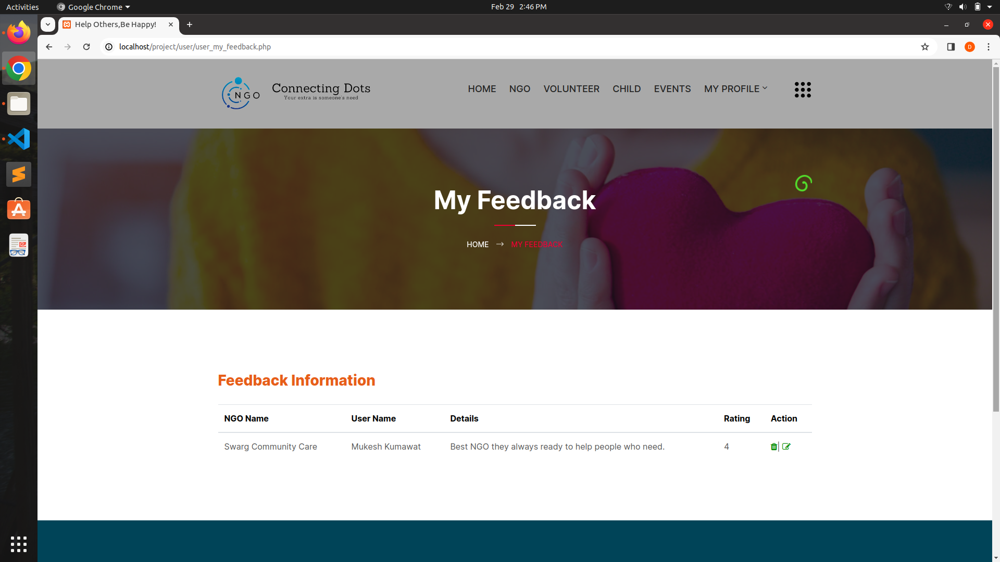 Activities Google Chrome Feb 29 2:46 PM
Help Others,Be Happy!
localhost/project/user/user_my_feedback.php D
NGO Connecting Dots
Your extra is someone's need
HOME NGO VOLUNTEER CHILD EVENTS MY PROFILE
My Feedback
HOME → MY FEEDBACK
Feedback Information
NGO Name User Name Details Rating Action
Swarg Community Care Mukesh Kumawat Best NGO they always ready to help people who need. 4 |